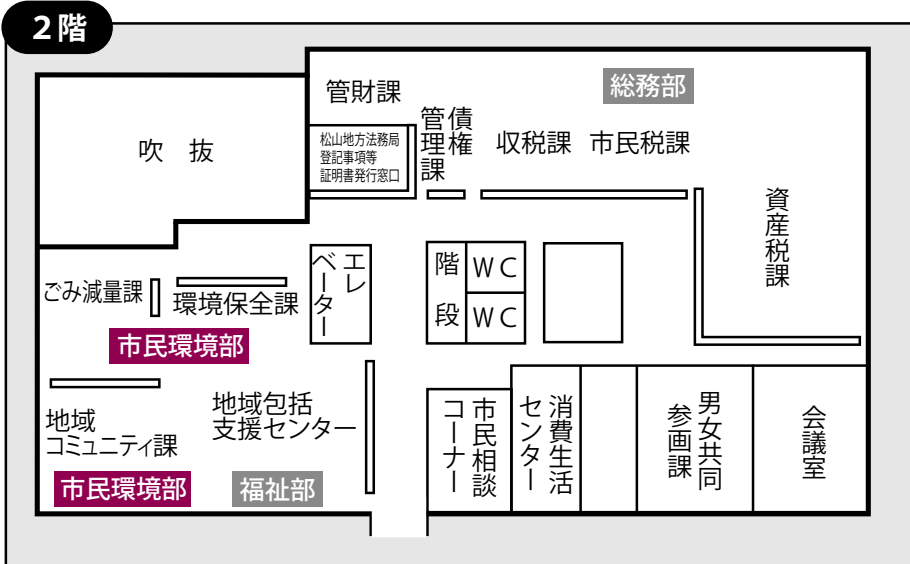 2階
吹 抜
管財課
松山地方法務局
登記事項等
証明書発行窓口
債権
管理課
収税課
市民税課
総務部
資産税課
ごみ減量課
環境保全課
市民環境部
エレ
ベーター
階段
WC
WC
地域
コミュニティ課
市民環境部
地域包括
支援センター
福祉部
市民相談
コーナー
消費生活
センター
男女共同
参画課
会議室